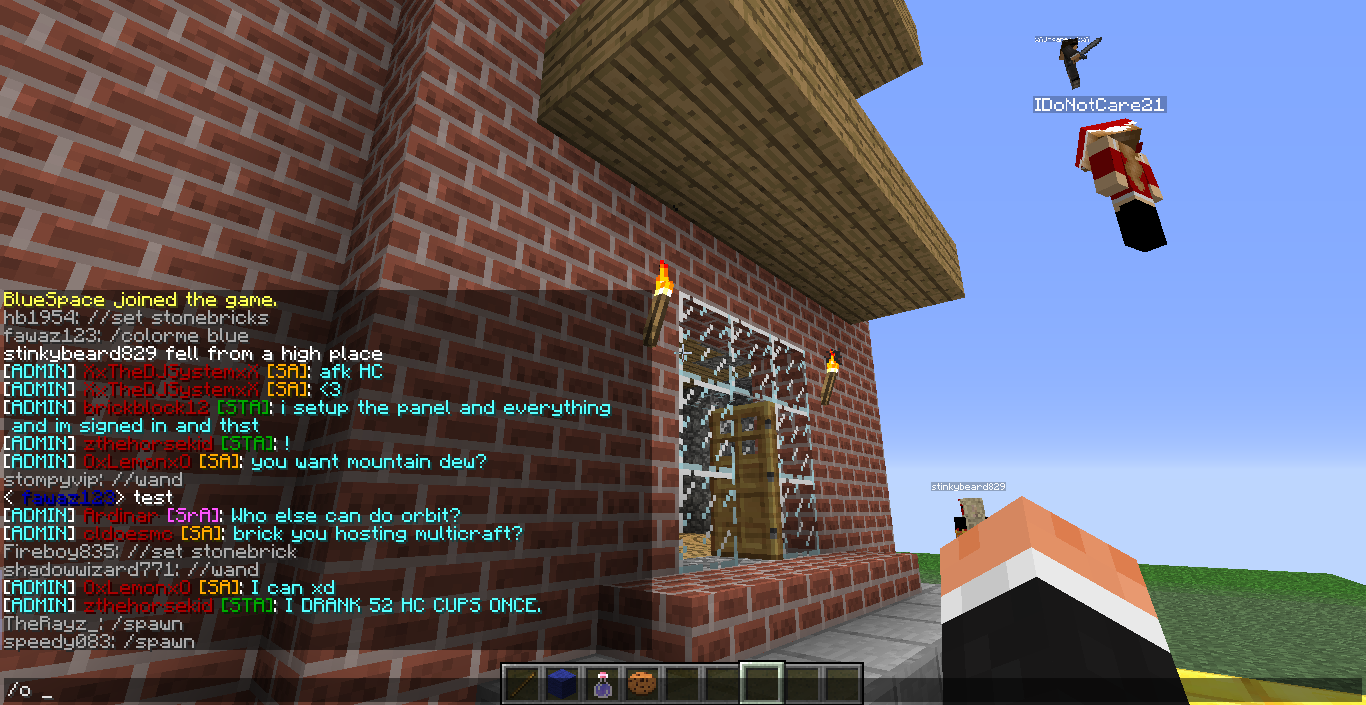 IDoNotCare21
stinkybeard829
BlueSpace joined the game.
hb1954: //set stonebricks
fawaz123: /colorme blue
stinkybeard829 fell from a high place
[ADMIN] XxTheDJSystemxX [SA]: afk HC
[ADMIN] XxTheDJSystemxX [SA]: <3
[ADMIN] brickblock12 [STA]: i setup the panel and everything
and im signed in and thst
[ADMIN] zthehorsekid [STA]: !
[ADMIN] 0xLemonx0 [SA]: you want mountain dew?
stompyvip: //wand
< fawaz123> test
[ADMIN] Ardinar [SrA]: Who else can do orbit?
[ADMIN] cldoesmc [SA]: brick you hosting multicraft?
Fireboy835: //set stonebrick
shadowwizard771: //wand
[ADMIN] 0xLemonx0 [SA]: I can xd
[ADMIN] zthehorsekid [STA]: I DRANK 52 HC CUPS ONCE.
TheRayz_: /spawn
speedy083: /spawn
/o _